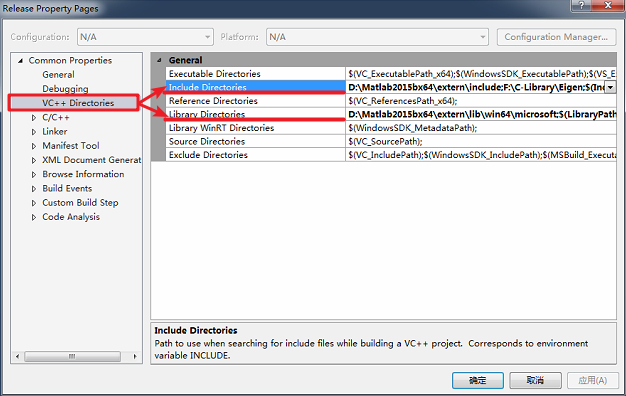 Release Property Pages
Configuration: N/A Platform: N/A Configuration Manager...
Common Properties
General
Debugging
VC++ Directories
C/C++
Linker
Manifest Tool
XML Document Generat
Browse Information
Build Events
Custom Build Step
Code Analysis
General
Executable Directories $(VC_ExecutablePath_x64);$(WindowsSDK_ExecutablePath);$(VS_E
Include Directories D:\Matlab2015bx64\extern\include;F:\C-Library\Eigen;$(Inc
Reference Directories $(VC_ReferencesPath_x64);
Library Directories D:\Matlab2015bx64\extern\lib\win64\microsoft;$(LibraryPath
Library WinRT Directories $(WindowsSDK_MetadataPath);
Source Directories $(VC_SourcePath);
Exclude Directories $(VC_IncludePath);$(WindowsSDK_IncludePath);$(MSBuild_Execut
Include Directories
Path to use when searching for include files while building a VC++ project.  Corresponds to environment
variable INCLUDE.
确定 取消 应用(A)